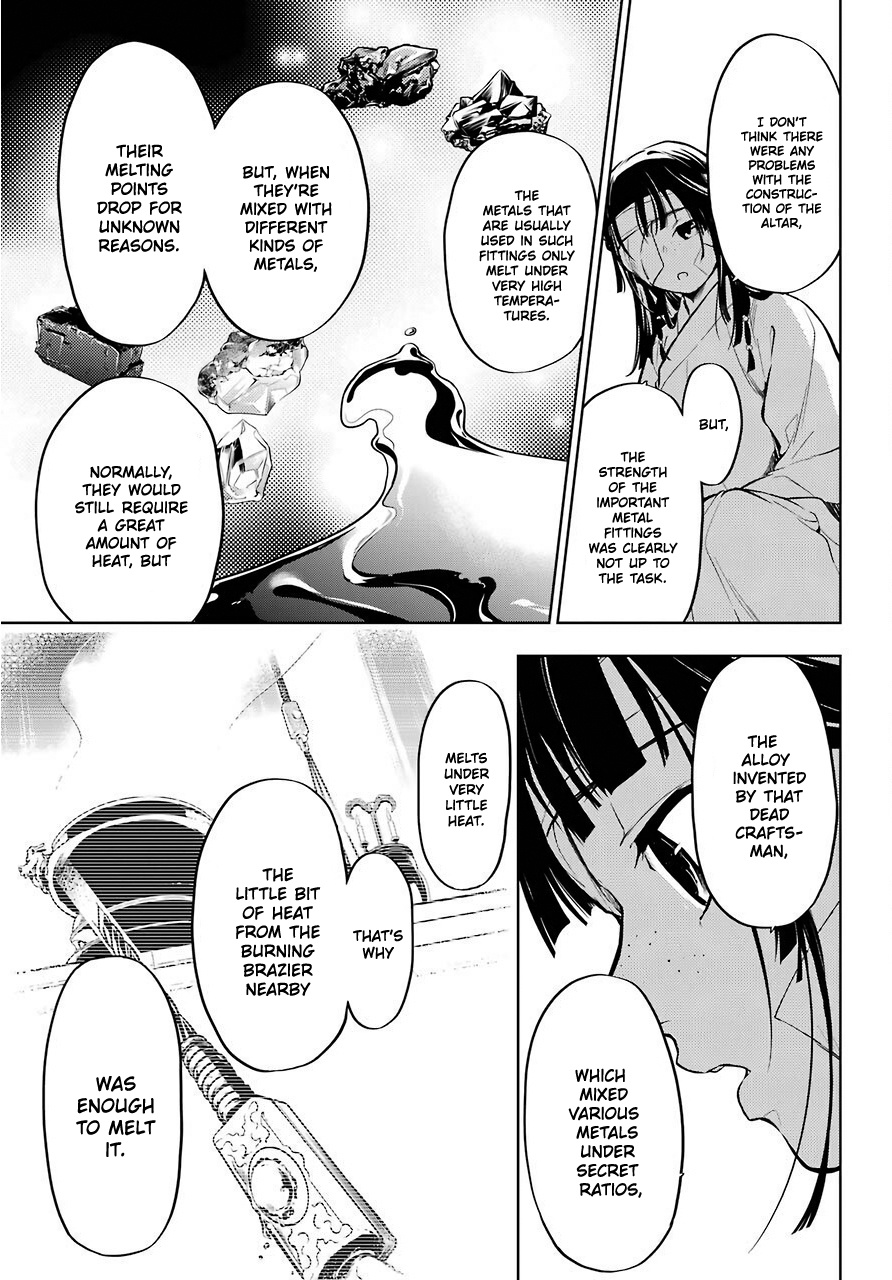 I DON'T
THINK THERE
WERE ANY
PROBLEMS
WITH THE
CONSTRUC-
TION OF THE
ALTAR,
BUT,
THE
STRENGTH
OF THE
IMPORTANT
METAL
FITTINGS
WAS CLEARLY
NOT UP TO
THE TASK.
THE
METALS THAT
ARE USUALLY
USED IN SUCH
FITTINGS ONLY
MELT UNDER
VERY HIGH
TEMPERA-
TURES.
BUT, WHEN
THEY'RE
MIXED WITH
DIFFERENT
KINDS OF
METALS,
THEIR
MELTING
POINTS
DROP FOR
UNKNOWN
REASONS.
NORMALLY,
THEY WOULD
STILL REQUIRE
A GREAT
AMOUNT OF
HEAT, BUT
THE
ALLOY
INVENTED
BY THAT
DEAD
CRAFTS-
MAN,
WHICH
MIXED
VARIOUS
METALS
UNDER
SECRET
RATIOS,
MELTS
UNDER
VERY
LITTLE
HEAT.
THAT'S
WHY
THE
LITTLE BIT
OF HEAT
FROM THE
BURNING
BRAZIER
NEARBY
WAS
ENOUGH
TO MELT
IT.